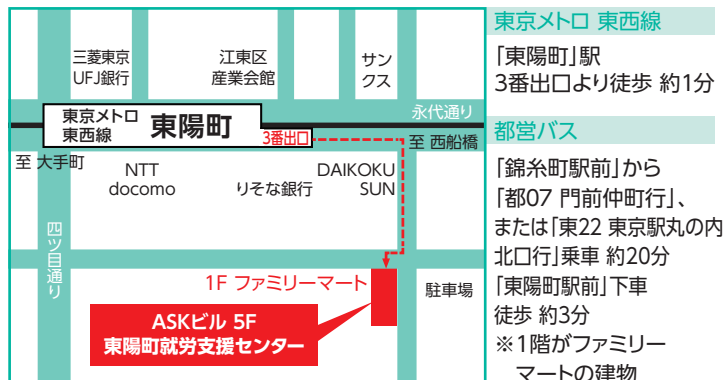 三菱東京
UFJ銀行
江東区
産業会館
サン
クス
東京メトロ
東西線
東陽町
3番出口
永代通り
至 大手町
至 西船橋
NTT
docomo
りそな銀行
DAIKOKU
SUN
四ツ目通り
1F ファミリーマート
駐車場
ASKビル 5F
東陽町就労支援センター
東京メトロ 東西線
「東陽町」駅
3番出口より徒歩 約1分
都営バス
「錦糸町駅前」から
「都07 門前仲町行」、
または「東22 東京駅丸の内
北口行」乗車 約20分
「東陽町駅前」下車
徒歩 約3分
※1階がファミリー
マートの建物